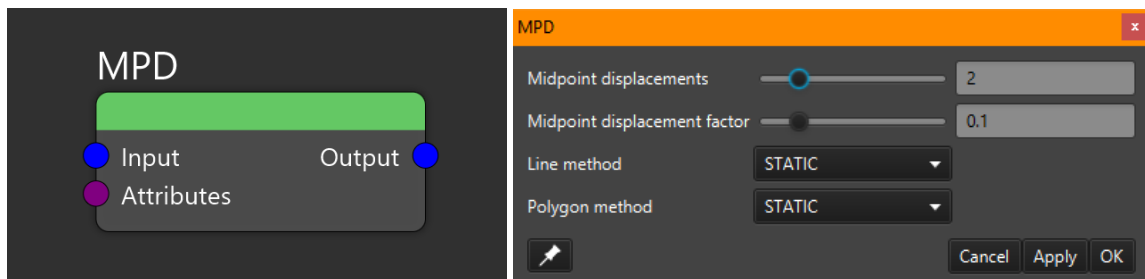 MPD
Input Output
Attributes
MPD x
Midpoint displacements 2
Midpoint displacement factor 0.1
Line method STATIC
Polygon method STATIC
Cancel Apply OK